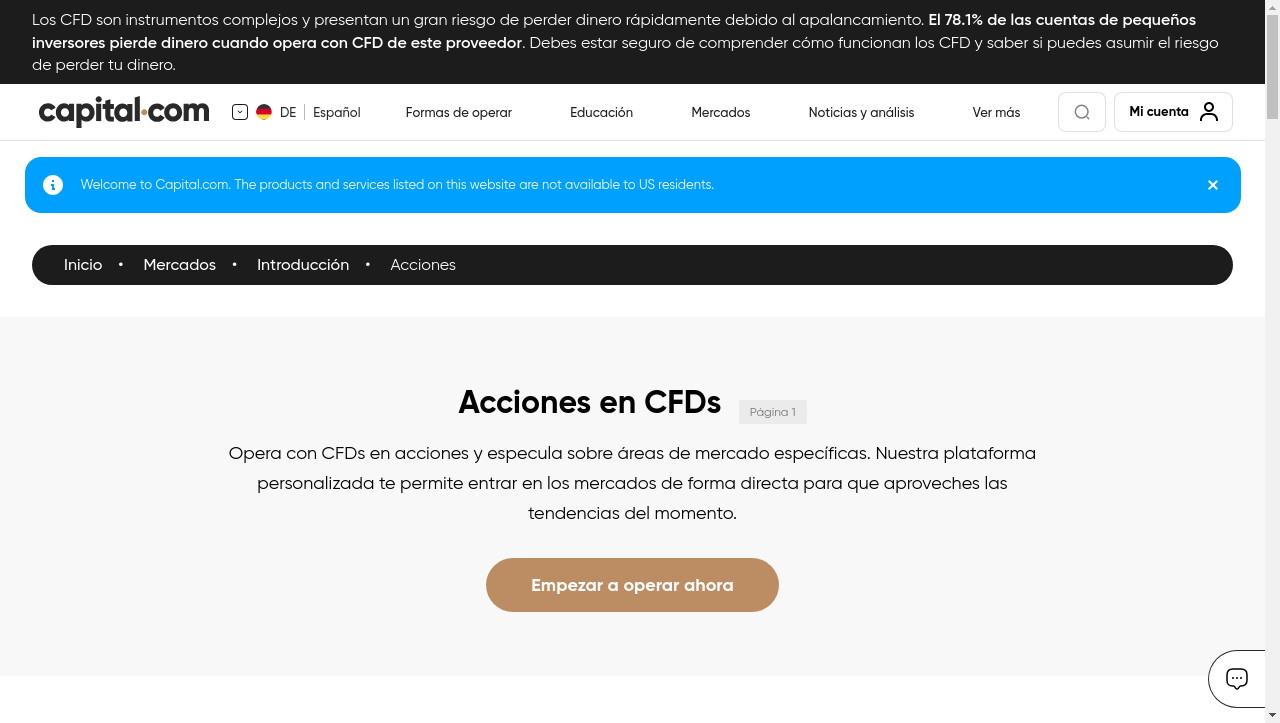 Los CFD son instrumentos complejos y presentan un gran riesgo de perder dinero rápidamente debido al apalancamiento. El 78.1% de las cuentas de pequeños
inversores pierde dinero cuando opera con CFD de este proveedor. Debes estar seguro de comprender cómo funcionan los CFD y saber si puedes asumir el riesgo
de perder tu dinero.
capital.com DE Español Formas de operar Educación Mercados Noticias y análisis Ver más Mi cuenta
Welcome to Capital.com. The products and services listed on this website are not available to US residents.
Inicio • Mercados • Introducción • Acciones
Acciones en CFDs Página 1
Opera con CFDs en acciones y especula sobre áreas de mercado específicas. Nuestra plataforma
personalizada te permite entrar en los mercados de forma directa para que aproveches las
tendencias del momento.
Empezar a operar ahora